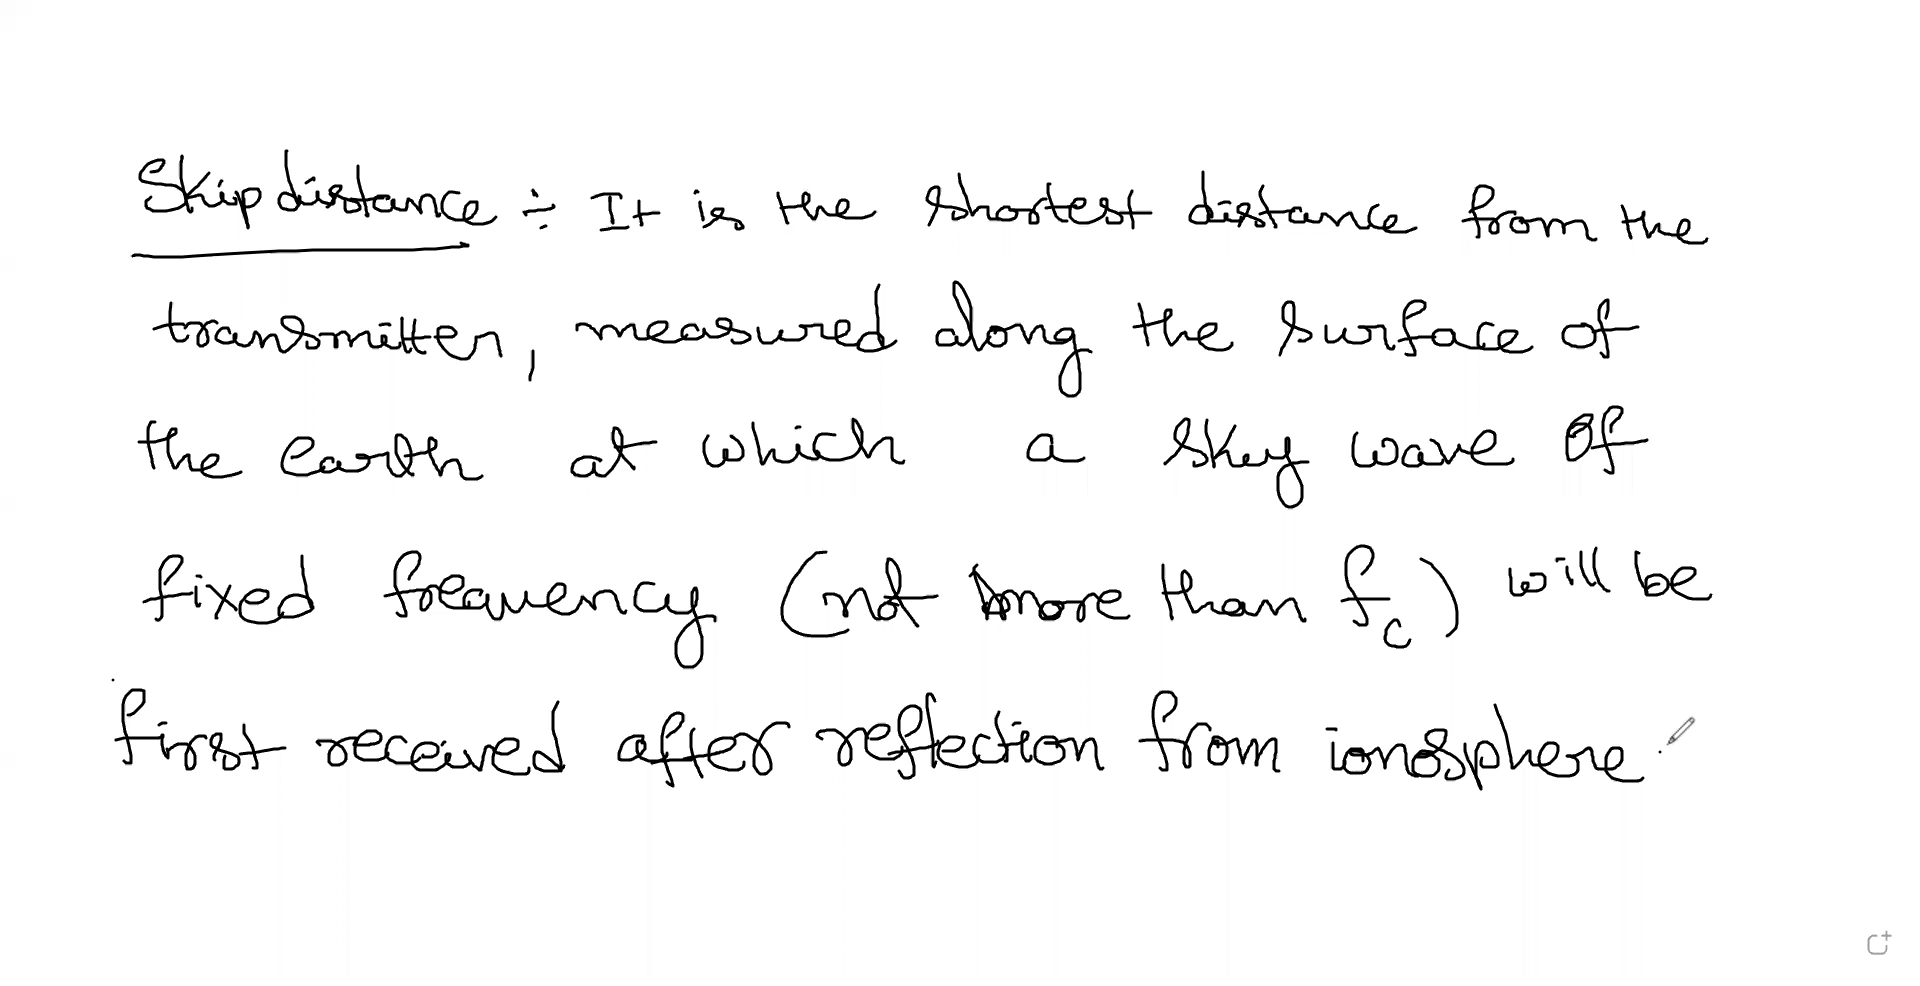 Skip distance ÷ It is the shortest distance from the
transmitter, measured along the surface of
the earth at which a sky wave of
fixed frequency (not more than fc) will be
first received after reflection from ionosphere.